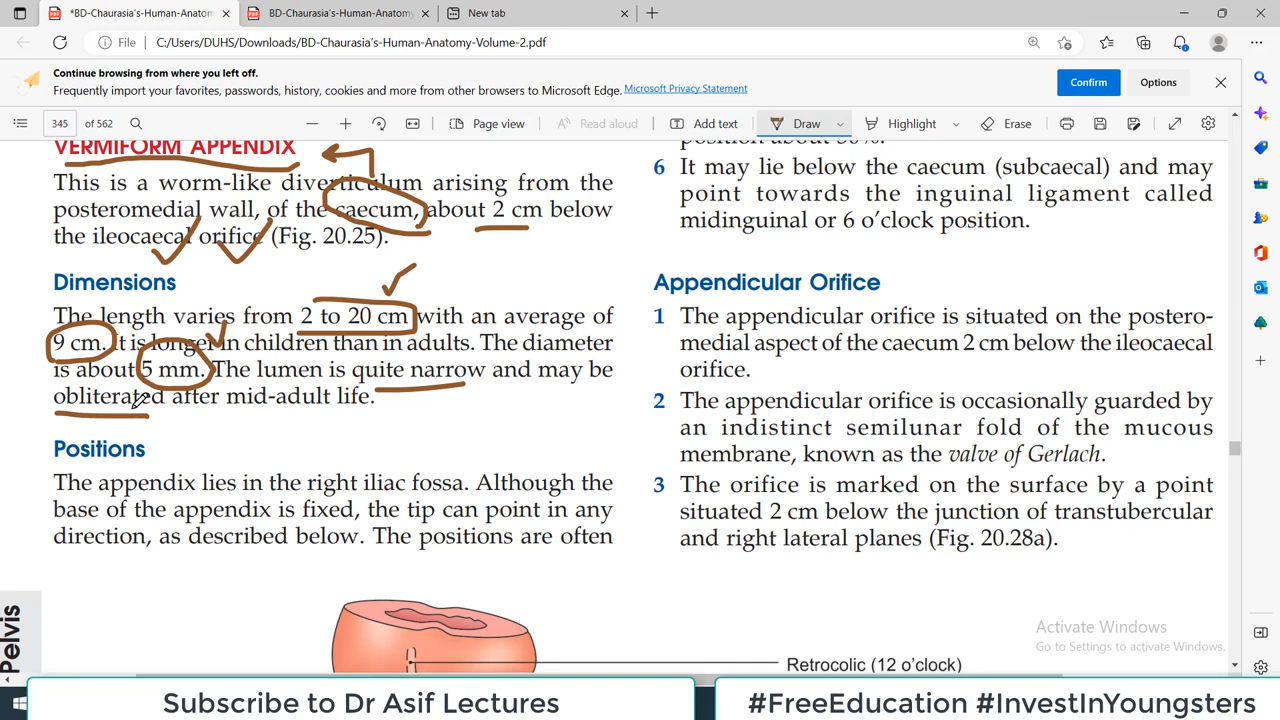 *BD-Chaurasia's-Human-Anatomy-
BD-Chaurasia's-Human-Anatomy-
New tab
File
C:/Users/DUHS/Downloads/BD-Chaurasia's-Human-Anatomy-Volume-2.pdf
Continue browsing from where you left off.
Frequently import your favorites, passwords, history, cookies and more from other browsers to Microsoft Edge. Microsoft Privacy Statement
Confirm
Options
345 of 562
Page view
Read aloud
Add text
Draw
Highlight
Erase
VERMIFORM APPENDIX
This is a worm-like diverticulum arising from the
posteromedial wall, of the caecum, about 2 cm below
the ileocaecal orifice (Fig. 20.25).
Dimensions
The length varies from 2 to 20 cm with an average of
9 cm. It is longer in children than in adults. The diameter
is about 5 mm. The lumen is quite narrow and may be
obliterated after mid-adult life.
Positions
The appendix lies in the right iliac fossa. Although the
base of the appendix is fixed, the tip can point in any
direction, as described below. The positions are often
position about 50%.
6 It may lie below the caecum (subcaecal) and may
point towards the inguinal ligament called
midinguinal or 6 o'clock position.
Appendicular Orifice
1 The appendicular orifice is situated on the postero-
medial aspect of the caecum 2 cm below the ileocaecal
orifice.
2 The appendicular orifice is occasionally guarded by
an indistinct semilunar fold of the mucous
membrane, known as the valve of Gerlach.
3 The orifice is marked on the surface by a point
situated 2 cm below the junction of transtubercular
and right lateral planes (Fig. 20.28a).
Pelvis
Retrocolic (12 o'clock)
Activate Windows
Go to Settings to activate Windows.
Subscribe to Dr Asif Lectures
#FreeEducation #InvestInYoungsters